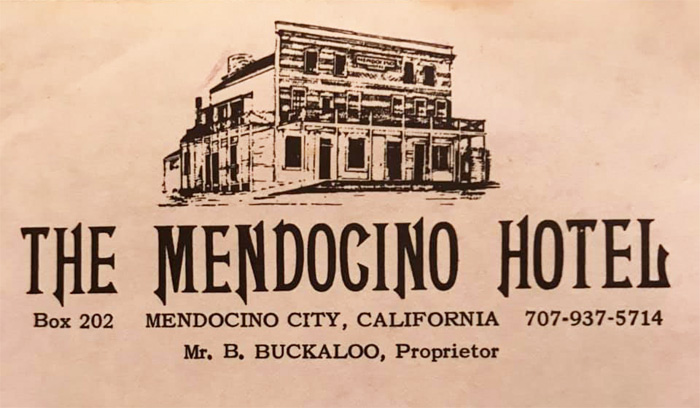 THE MENDOCINO HOTEL
Box 202 MENDOCINO CITY, CALIFORNIA 707-937-5714
Mr. B. BUCKALOO, Proprietor